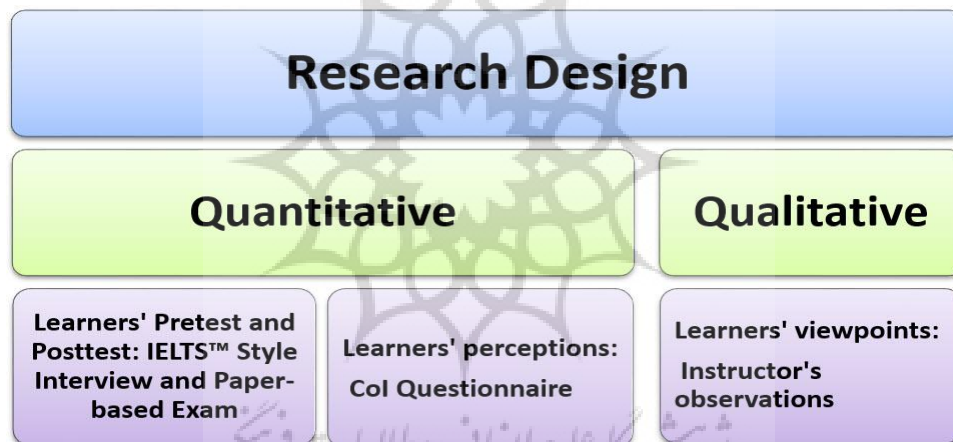 Research Design
Quantitative
Qualitative
Learners' Pretest and
Posttest: IELTS™ Style
Interview and Paper-
based Exam
Learners' perceptions:
CoI Questionnaire
Learners' viewpoints:
Instructor's
observations